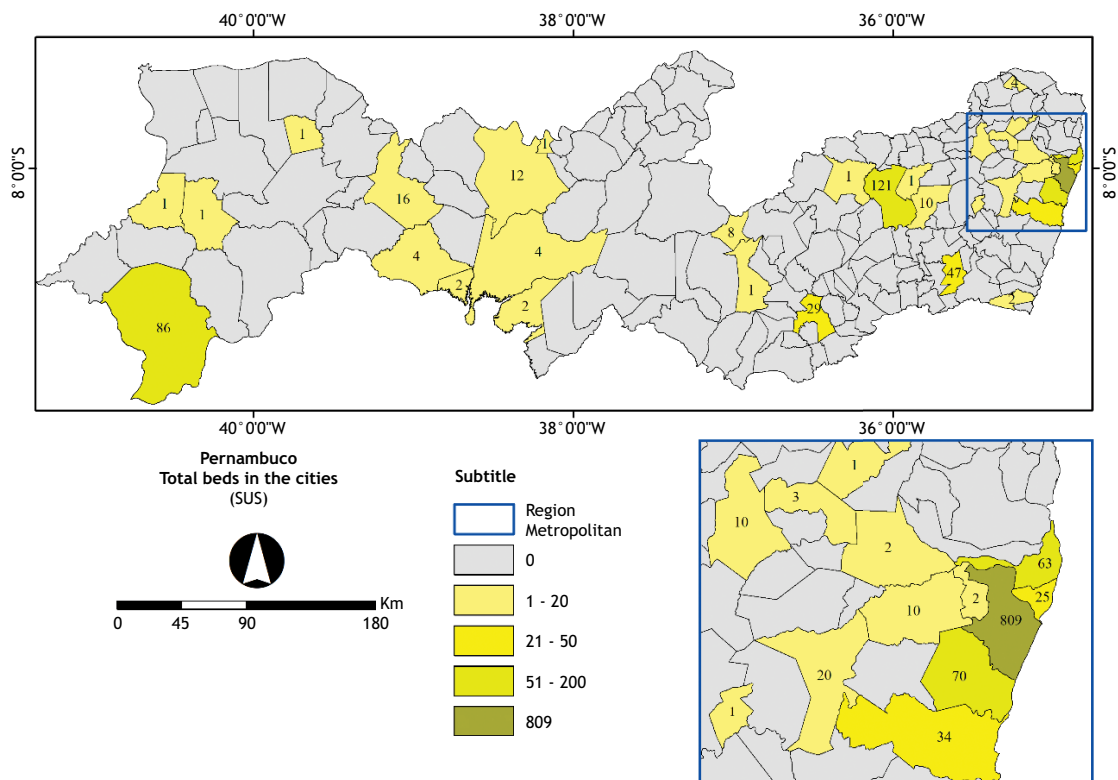 40°0'0"W 38°0'0"W 36°0'0"W
8°0'0"S
8°0'0"S
4
1
1
12
1
1
121
1
16
10
1
1
8
4
4
2
47
1
2
2
29
86
40°0'0"W 38°0'0"W 36°0'0"W
Pernambuco
Total beds in the cities
(SUS)
Km
0 45 90 180
Subtitle
Region
Metropolitan
0
1 - 20
21 - 50
51 - 200
809
1
3
10
2
63
2
25
10
809
20
70
1
34